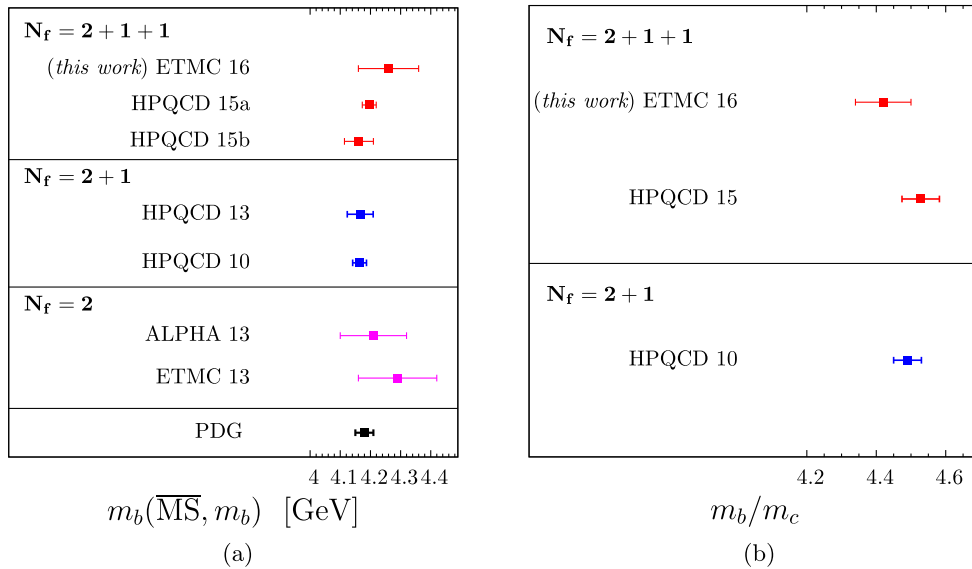 N_f = 2 + 1 + 1
(this work) ETMC 16
HPQCD 15a
HPQCD 15b
N_f = 2 + 1
HPQCD 13
HPQCD 10
N_f = 2
ALPHA 13
ETMC 13
PDG
4 4.1 4.2 4.3 4.4
m_b(\overline{MS}, m_b) [GeV]
(a)
N_f = 2 + 1 + 1
(this work) ETMC 16
HPQCD 15
N_f = 2 + 1
HPQCD 10
4.2 4.4 4.6
m_b/m_c
(b)